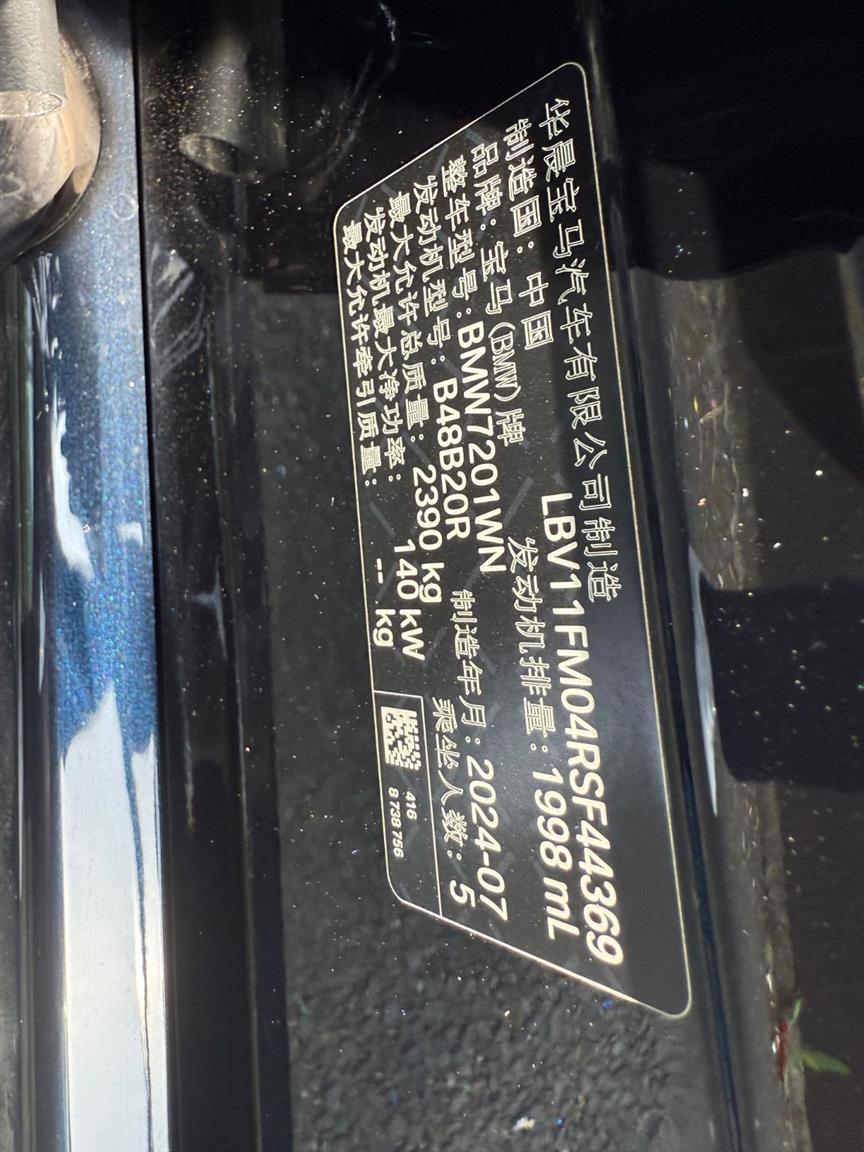 华晨宝马汽车有限公司制造
LBV11FM04RSF44369
制造国：中国
发动机排量：1998 mL
品牌：宝马(BMW)牌
整车型号：BMW7201WN
制造年月：2024-07
发动机型号：B48B20R
乘坐人数：5
最大允许总质量：2390 kg
发动机最大净功率：140 kW
最大允许牵引质量：-- kg
416
8 738 756